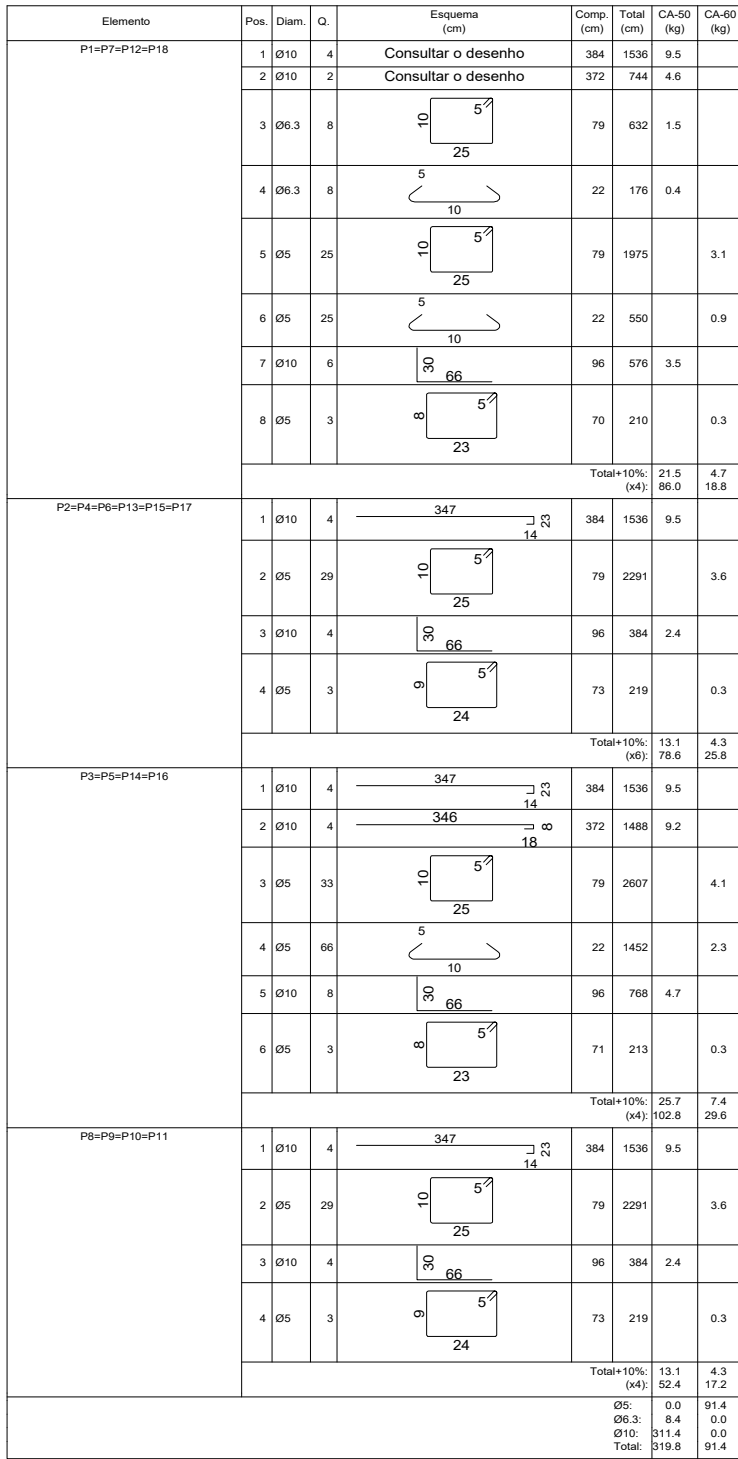 Elemento Pos. Diam. Q. Esquema (cm) Comp. (cm) Total (cm) CA-50 (kg) CA-60 (kg)
P1=P7=P12=P18
1 Ø10 4 Consultar o desenho 384 1536 9.5
2 Ø10 2 Consultar o desenho 372 744 4.6
3 Ø6.3 8 10 5 25 79 632 1.5
4 Ø6.3 8 5 10 22 176 0.4
5 Ø5 25 10 5 25 79 1975 3.1
6 Ø5 25 5 10 22 550 0.9
7 Ø10 6 30 66 96 576 3.5
8 Ø5 3 8 5 23 70 210 0.3
Total+10%: 21.5 4.7
(x4): 86.0 18.8
P2=P4=P6=P13=P15=P17
1 Ø10 4 347 14 23 384 1536 9.5
2 Ø5 29 10 5 25 79 2291 3.6
3 Ø10 4 30 66 96 384 2.4
4 Ø5 3 9 5 24 73 219 0.3
Total+10%: 13.1 4.3
(x6): 78.6 25.8
P3=P5=P14=P16
1 Ø10 4 347 14 23 384 1536 9.5
2 Ø10 4 346 18 8 372 1488 9.2
3 Ø5 33 10 5 25 79 2607 4.1
4 Ø5 66 5 10 22 1452 2.3
5 Ø10 8 30 66 96 768 4.7
6 Ø5 3 8 5 23 71 213 0.3
Total+10%: 25.7 7.4
(x4): 102.8 29.6
P8=P9=P10=P11
1 Ø10 4 347 14 23 384 1536 9.5
2 Ø5 29 10 5 25 79 2291 3.6
3 Ø10 4 30 66 96 384 2.4
4 Ø5 3 9 5 24 73 219 0.3
Total+10%: 13.1 4.3
(x4): 52.4 17.2
Ø5: 0.0 91.4
Ø6.3: 8.4 0.0
Ø10: 311.4 0.0
Total: 319.8 91.4